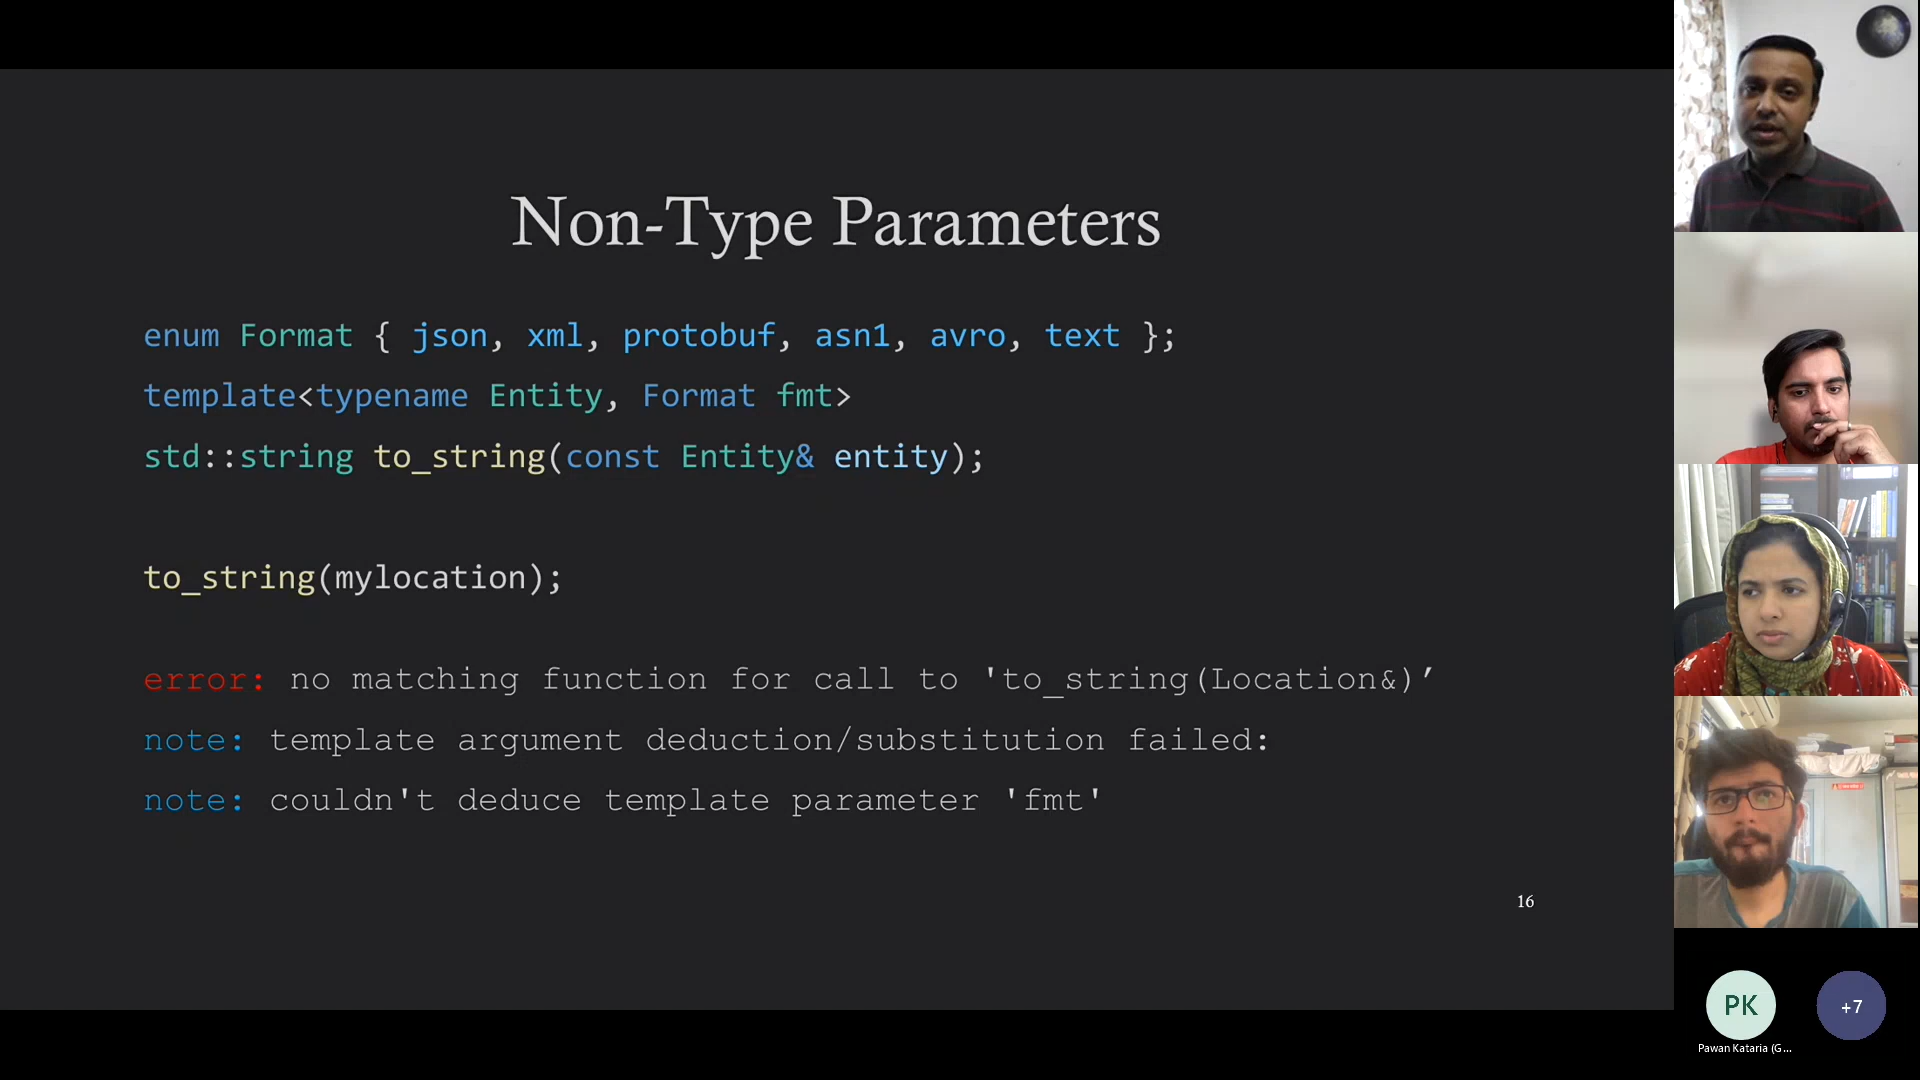 Non-Type Parameters
enum Format { json, xml, protobuf, asn1, avro, text };
template<typename Entity, Format fmt>
std::string to_string(const Entity& entity);
to_string(mylocation);
error: no matching function for call to 'to_string(Location&)’
note: template argument deduction/substitution failed:
note: couldn't deduce template parameter 'fmt'
16
PK
+7
Pawan Kataria (G...